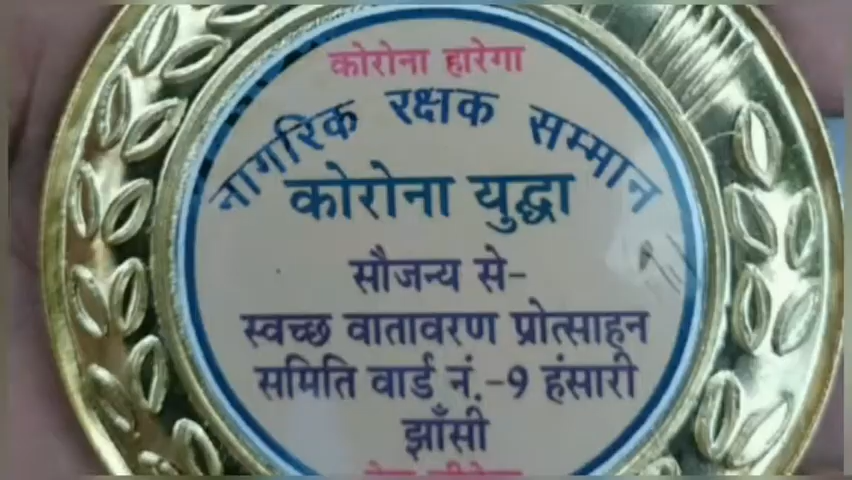 कोरोना हारेगा
नागरिक रक्षक सम्मान
कोरोना युद्धा
सौजन्य से-
स्वच्छ वातावरण प्रोत्साहन
समिति वार्ड नं.-9 हंसारी
झाँसी